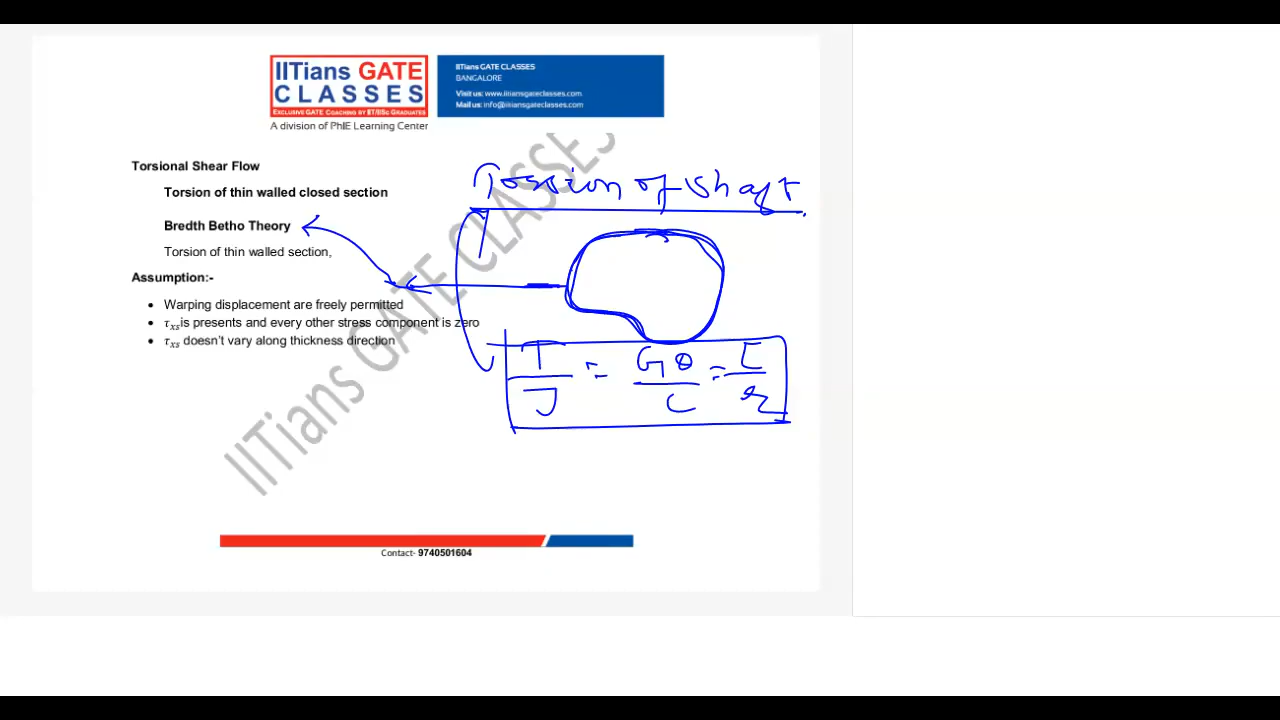 IITians GATE
CLASSES
EXCLUSIVE GATE COACHING BY IIT/IISc GRADUATES
A division of PhIE Learning Center
IITians GATE CLASSES
BANGALORE
Visit us: www.iitiansgateclasses.com
Mail us: info@iitiansgateclasses.com
Torsional Shear Flow
Torsion of thin walled closed section
Bredth Betho Theory
Torsion of thin walled section,
Assumption:-
• Warping displacement are freely permitted
• τxs is presents and every other stress component is zero
• τxs doesn't vary along thickness direction
Torsion of shaft
T/J = Gθ/L = τ/r
IITians GATE CLASSES
Contact- 9740501604